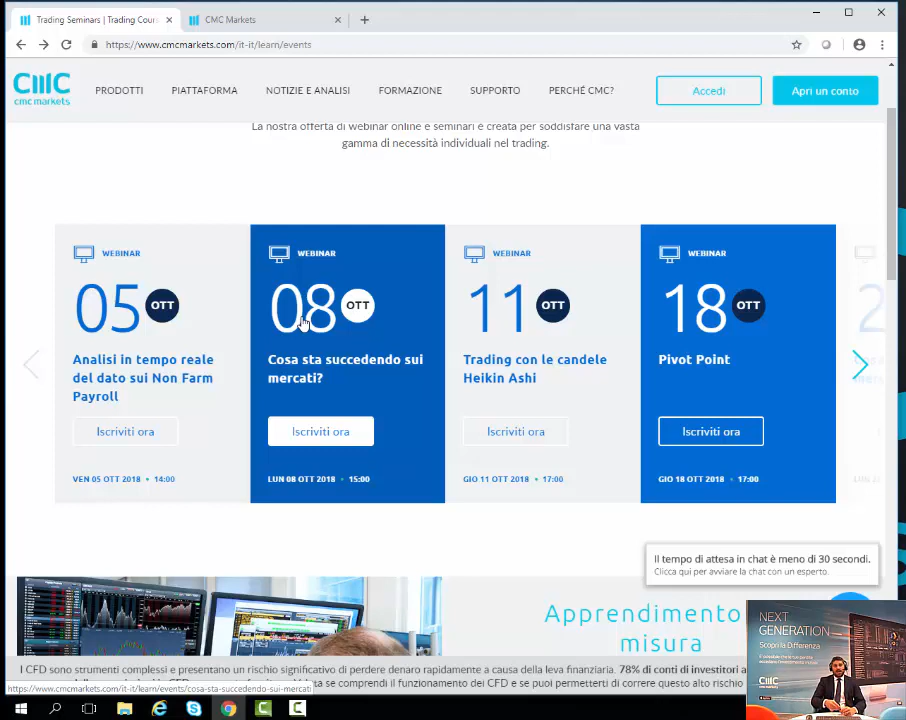 Trading Seminars | Trading Cour
CMC Markets
https://www.cmcmarkets.com/it-it/learn/events
cmc markets
PRODOTTI
PIATTAFORMA
NOTIZIE E ANALISI
FORMAZIONE
SUPPORTO
PERCHÉ CMC?
Accedi
Apri un conto
La nostra offerta di webinar online e seminari è creata per soddisfare una vasta
gamma di necessità individuali nel trading.
WEBINAR
05 OTT
Analisi in tempo reale
del dato sui Non Farm
Payroll
Iscriviti ora
VEN 05 OTT 2018 • 14:00
WEBINAR
08 OTT
Cosa sta succedendo sui
mercati?
Iscriviti ora
LUN 08 OTT 2018 • 15:00
WEBINAR
11 OTT
Trading con le candele
Heikin Ashi
Iscriviti ora
GIO 11 OTT 2018 • 17:00
WEBINAR
18 OTT
Pivot Point
Iscriviti ora
GIO 18 OTT 2018 • 17:00
Il tempo di attesa in chat è meno di 30 secondi.
Clicca qui per avviare la chat con un esperto.
Apprendimento
misura
I CFD sono strumenti complessi e presentano un rischio significativo di perdere denaro rapidamente a causa della leva finanziaria. 78% di conti di investitori a
se comprendi il funzionamento dei CFD e se puoi permetterti di correre questo alto rischio
https://www.cmcmarkets.com/it-it/learn/events/cosa-sta-succedendo-sui-mercati
NEXT
GENERATION
Scopri la Differenza